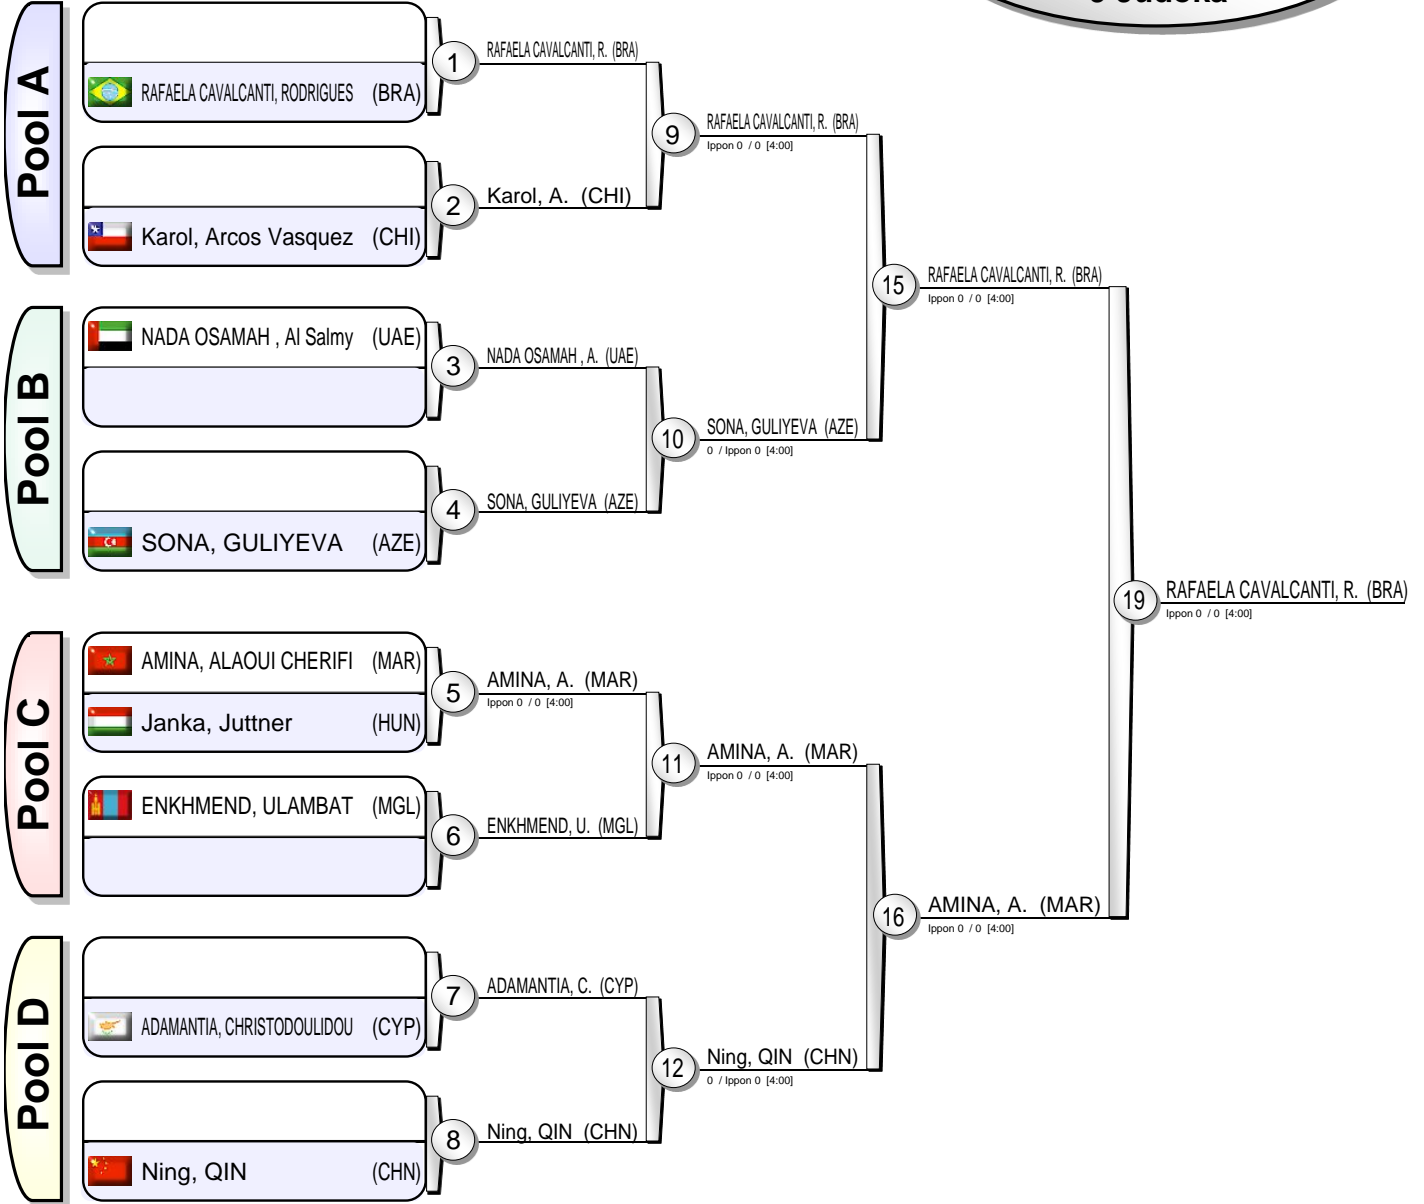 Pool A
RAFAELA CAVALCANTI, RODRIGUES (BRA)
Karol, Arcos Vasquez (CHI)
1
RAFAELA CAVALCANTI, R. (BRA)
2
Karol, A. (CHI)
9
RAFAELA CAVALCANTI, R. (BRA)
Ippon 0 / 0 [4:00]
Pool B
NADA OSAMAH , Al Salmy (UAE)
SONA, GULIYEVA (AZE)
3
NADA OSAMAH , A. (UAE)
4
SONA, GULIYEVA (AZE)
10
SONA, GULIYEVA (AZE)
0 / Ippon 0 [4:00]
15
RAFAELA CAVALCANTI, R. (BRA)
Ippon 0 / 0 [4:00]
Pool C
AMINA, ALAOUI CHERIFI (MAR)
Janka, Juttner (HUN)
ENKHMEND, ULAMBAT (MGL)
5
AMINA, A. (MAR)
Ippon 0 / 0 [4:00]
6
ENKHMEND, U. (MGL)
11
AMINA, A. (MAR)
Ippon 0 / 0 [4:00]
Pool D
ADAMANTIA, CHRISTODOULIDOU (CYP)
Ning, QIN (CHN)
7
ADAMANTIA, C. (CYP)
8
Ning, QIN (CHN)
12
Ning, QIN (CHN)
0 / Ippon 0 [4:00]
16
AMINA, A. (MAR)
Ippon 0 / 0 [4:00]
19
RAFAELA CAVALCANTI, R. (BRA)
Ippon 0 / 0 [4:00]